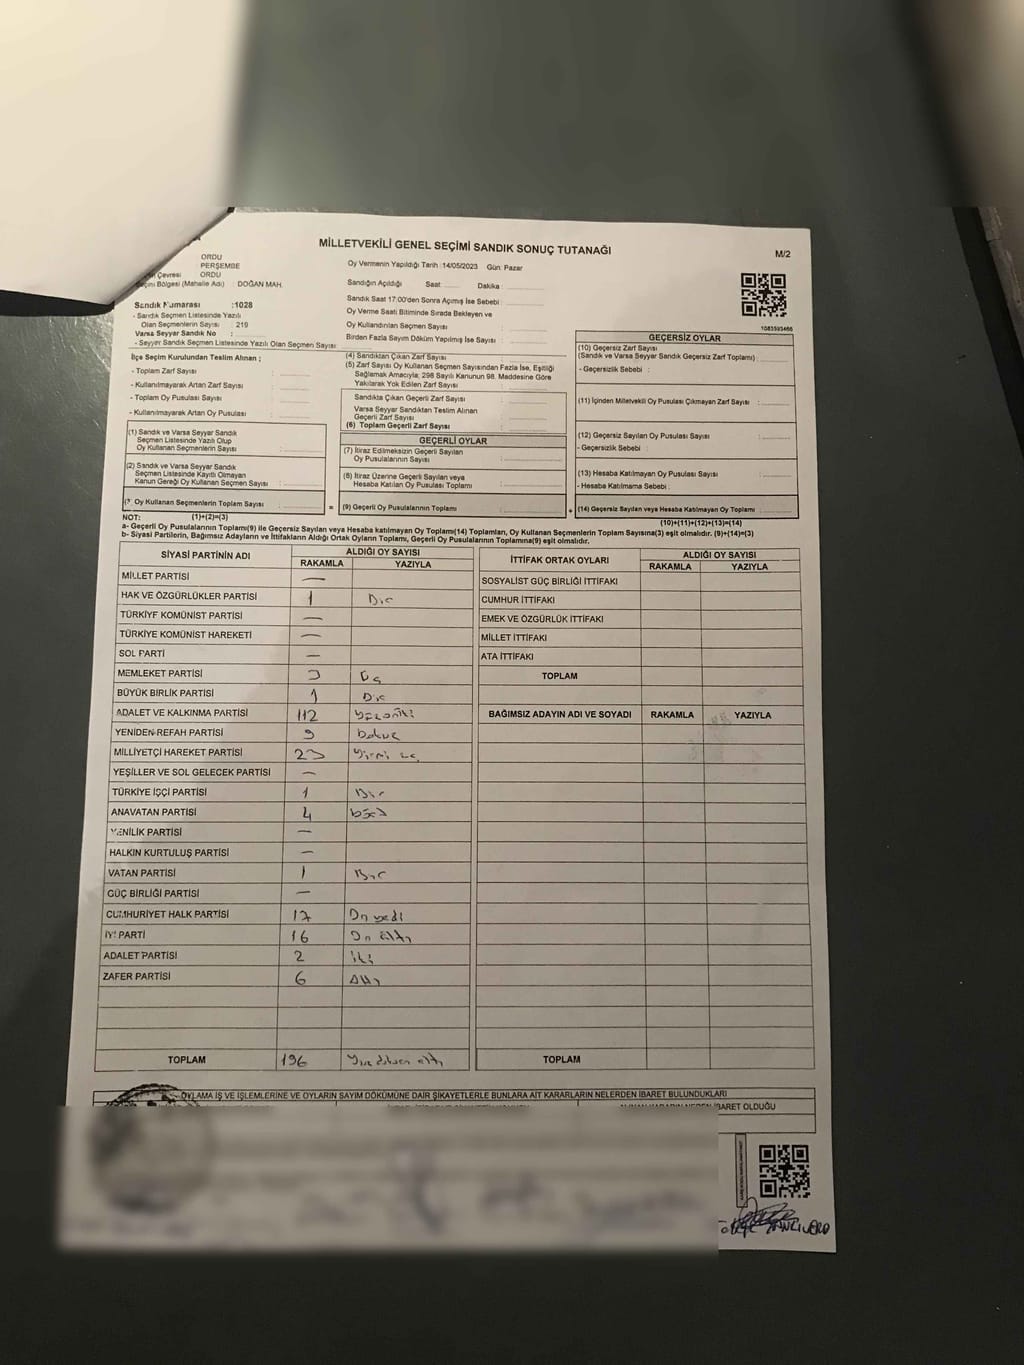 MİLLETVEKİLİ GENEL SEÇİMİ SANDIK SONUÇ TUTANAĞI
M/2
ORDU
PERŞEMBE
Çevresi ORDU
Bölgesi (Mahalle Adı) : DOĞAN MAH.
Oy Vermenin Yapıldığı Tarih :14/05/2023 Gün: Pazar
Sandığın Açıldığı Saat Dakika :
Sandık Saat 17:00'den Sonra Açımış İse Sebebi :
Oy Verme Saati Bitiminde Sırada Bekleyen ve
Oy Kullandırılan Seçmen Sayısı :
Birden Fazla Sayım Döküm Yapılmış İse Sayısı :
Sandık Numarası :1028
- Sandık Seçmen Listesinde Yazılı
Olan Seçmenlerin Sayısı : 219
Varsa Seyyar Sandık No :
- Seyyar Sandık Listesinde Yazılı Olan Seçmen Sayısı
1083593466
İlçe Seçim Kurulundan Teslim Alınan ;
- Toplam Zarf Sayısı :
- Kullanılmayarak Artan Zarf Sayısı :
- Toplam Oy Pusulası Sayısı :
- Kullanılmayarak Artan Oy Pusulası :
(1) Sandık ve Varsa Seyyar Sandık
Seçmen Listesinde Yazılı Olup
Oy Kullanan Seçmenlerin Sayısı :
(2) Sandık ve Varsa Seyyar Sandık
Seçmen Listesinde Kayıtlı Olmayan
Kanun Gereği Oy Kullanan Seçmen Sayısı :
Oy Kullanan Seçmenlerin Toplam Sayısı :
(4) Sandıktan Çıkan Zarf Sayısı :
(5) Zarf Sayısı Oy Kullanan Seçmen Sayısından Fazla İse, Eşitliği
Sağlamak Amacıyla; 298 Sayılı Kanunun 98. Maddesine Göre
Yakılarak Yok Edilen Zarf Sayısı :
Sandıkta Çıkan Geçerli Zarf Sayısı :
Varsa Seyyar Sandıktan Teslim Alınan
Geçerli Zarf Sayısı :
(6) Toplam Geçerli Zarf Sayısı :
GEÇERLİ OYLAR
(7) İtiraz Edilmeksizin Geçerli Sayılan
Oy Pusulalarının Sayısı :
(8) İtiraz Üzerine Geçerli Sayılan veya
Hesaba Katılan Oy Pusulası Toplamı :
= (9) Geçerli Oy Pusulalarının Toplamı :
GEÇERSİZ OYLAR
(10) Geçersiz Zarf Sayısı
(Sandık ve Varsa Seyyar Sandık Geçersiz Zarf Toplamı) :
- Geçersizlik Sebebi :
(11) İçinden Milletvekili Oy Pusulası Çıkmayan Zarf Sayısı :
(12) Geçersiz Sayılan Oy Pusulası Sayısı :
- Geçersizlik Sebebi :
(13) Hesaba Katılmayan Oy Pusulası Sayısı :
- Hesaba Katılmama Sebebi :
+ (14) Geçersiz Sayılan veya Hesaba Katılmayan Oy Toplamı :
NOT: (1)+(2)=(3) (10)+(11)+(12)+(13)=(14)
a- Geçerli Oy Pusulalarının Toplamı(9) ile Geçersiz Sayılan veya Hesaba katılmayan Oy Toplamı(14) Toplamları, Oy Kullanan Seçmenlerin Toplam Sayısına(3) eşit olmalıdır. (9)+(14)=(3)
b- Siyasi Partilerin, Bağımsız Adayların ve İttifakların Aldığı Ortak Oyların Toplamı, Geçerli Oy Pusulalarının Toplamına(9) eşit olmalıdır.
SİYASİ PARTİNİN ADI ALDIĞI OY SAYISI
RAKAMLA YAZIYLA
MİLLET PARTİSİ —
HAK VE ÖZGÜRLÜKLER PARTİSİ 1 Bir
TÜRKİYE KOMÜNİST PARTİSİ —
TÜRKİYE KOMÜNİST HAREKETİ —
SOL PARTİ —
MEMLEKET PARTİSİ 3 Üç
BÜYÜK BİRLİK PARTİSİ 1 Bir
ADALET VE KALKINMA PARTİSİ 112 Yüzoniki
YENİDEN REFAH PARTİSİ 9 Dokuz
MİLLİYETÇİ HAREKET PARTİSİ 23 Yirmi üç
YEŞİLLER VE SOL GELECEK PARTİSİ —
TÜRKİYE İŞÇİ PARTİSİ 1 Bir
ANAVATAN PARTİSİ 4
YENİLİK PARTİSİ —
HALKIN KURTULUŞ PARTİSİ —
VATAN PARTİSİ 1 Bir
GÜÇ BİRLİĞİ PARTİSİ —
CUMHURİYET HALK PARTİSİ 17 On yedi
İYİ PARTİ 16 On altı
ADALET PARTİSİ 2 iki
ZAFER PARTİSİ 6 Altı
TOPLAM 196 Yüz doksan altı
İTTİFAK ORTAK OYLARI ALDIĞI OY SAYISI
RAKAMLA YAZIYLA
SOSYALİST GÜÇ BİRLİĞİ İTTİFAKI
CUMHUR İTTİFAKI
EMEK VE ÖZGÜRLÜK İTTİFAKI
MİLLET İTTİFAKI
ATA İTTİFAKI
TOPLAM
BAĞIMSIZ ADAYIN ADI VE SOYADI RAKAMLA YAZIYLA
TOPLAM
OYLAMA İŞ VE İŞLEMLERİNE VE OYLARIN SAYIM DÖKÜMÜNE DAİR ŞİKAYETLERLE BUNLARA AİT KARARLARIN NELERDEN İBARET BULUNDUKLARI
İBARET OLDUĞU